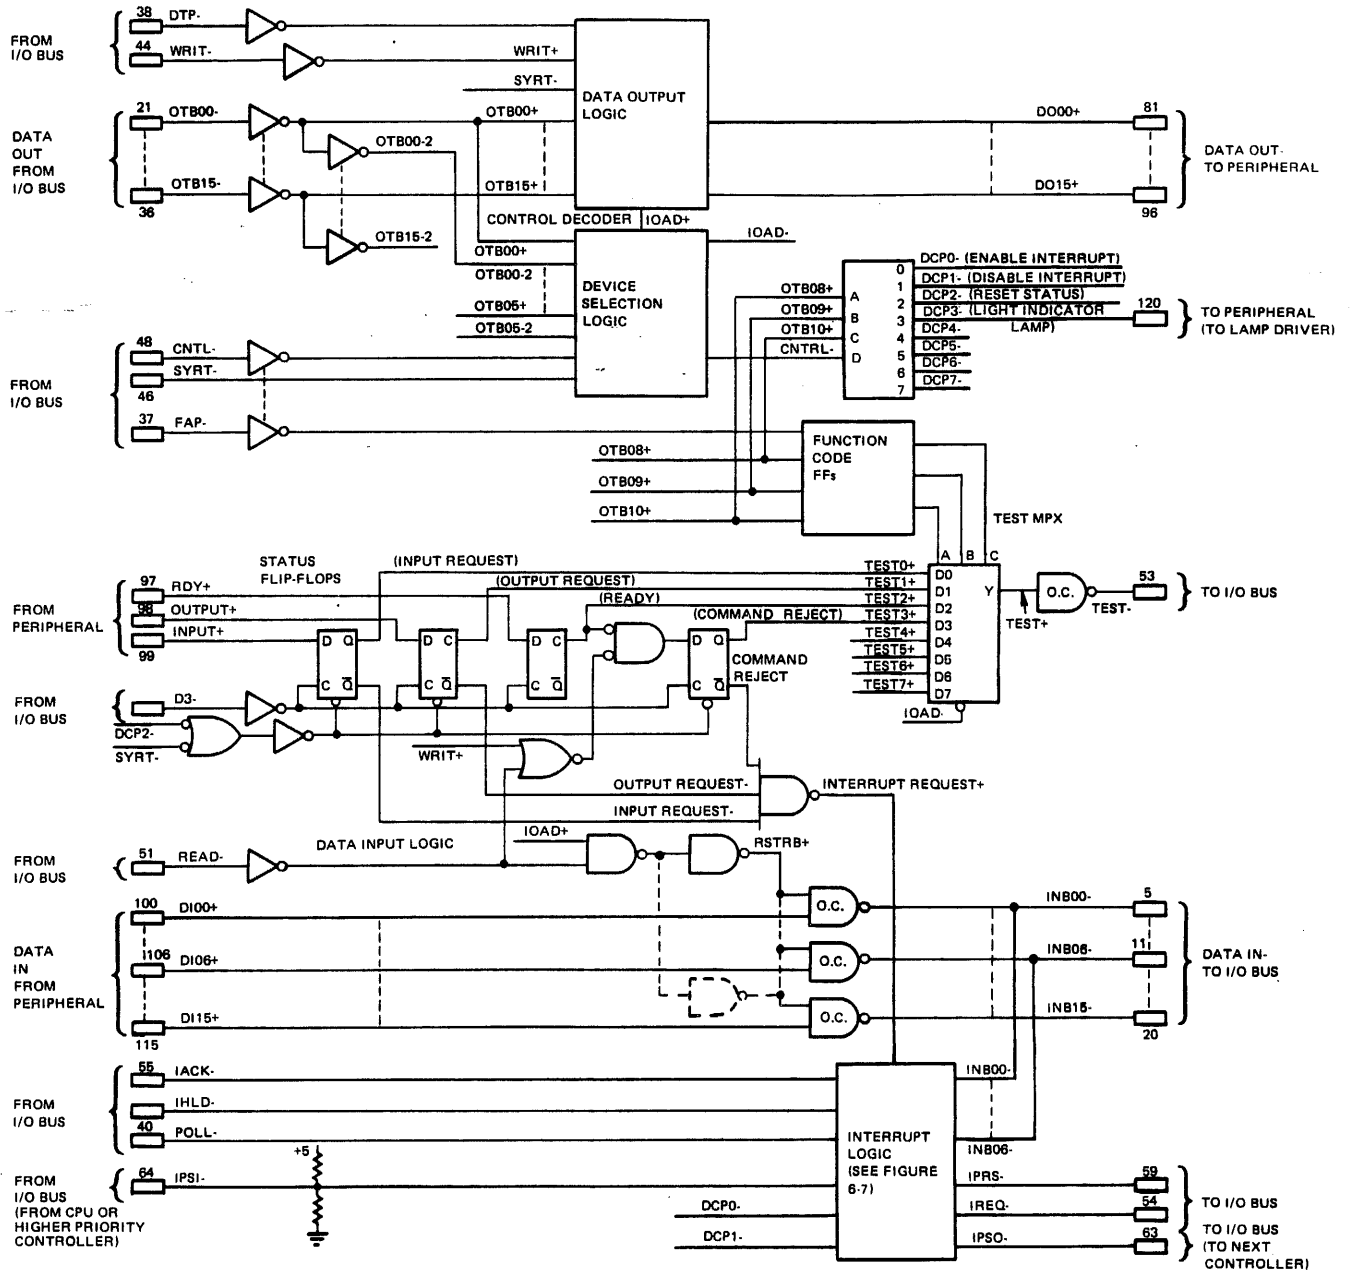 38
DTP-
FROM
I/O BUS
44
WRIT-
WRIT+
SYRT-
DATA OUTPUT
LOGIC
21
OTB00-
OTB00+
DO00+
81
DATA
OUT
FROM
I/O BUS
OTB00-2
DATA OUT-
TO PERIPHERAL
OTB15-
36
OTB15+
DO15+
96
CONTROL DECODER
IOAD+
OTB15-2
IOAD-
OTB00+
OTB00-2
OTB05+
OTB05-2
DEVICE
SELECTION
LOGIC
OTB08+
OTB09+
OTB10+
CNTRL-
A
B
C
D
0
1
2
3
4
5
6
7
DCP0- (ENABLE INTERRUPT)
DCP1- (DISABLE INTERRUPT)
DCP2- (RESET STATUS)
DCP3- (LIGHT INDICATOR
LAMP)
DCP4-
DCP5-
DCP6-
DCP7-
120
TO PERIPHERAL
(TO LAMP DRIVER)
48
CNTL-
FROM
I/O BUS
SYRT-
46
37
FAP-
OTB08+
OTB09+
OTB10+
FUNCTION
CODE
FFs
TEST MPX
A B C
STATUS
FLIP-FLOPS
(INPUT REQUEST)
(OUTPUT REQUEST)
(READY)
(COMMAND REJECT)
TEST0+
TEST1+
TEST2+
TEST3+
TEST4+
TEST5+
TEST6+
TEST7+
D0
D1
D2
D3
D4
D5
D6
D7
Y
IOAD-
TEST+
O.C.
TEST-
53
TO I/O BUS
97
RDY+
98
OUTPUT+
INPUT+
99
FROM
PERIPHERAL
D Q
C Q
D C
C Q
D C
C Q
D Q
C Q
COMMAND
REJECT
FROM
I/O BUS
D3-
DCP2-
SYRT-
WRIT+
OUTPUT REQUEST-
INPUT REQUEST-
INTERRUPT REQUEST+
IOAD+
DATA INPUT LOGIC
RSTRB+
FROM
I/O BUS
51
READ-
100
DI00+
O.C.
INB00-
5
DATA
IN
FROM
PERIPHERAL
106
DI06+
O.C.
INB06-
11
DATA IN-
TO I/O BUS
DI15+
115
O.C.
INB15-
20
55
IACK-
FROM
I/O BUS
IHLD-
40
POLL-
INTERRUPT
LOGIC
(SEE FIGURE
6-7)
INB00-
INB06-
+5
64
IPSI-
FROM
I/O BUS
(FROM CPU OR
HIGHER PRIORITY
CONTROLLER)
DCP0-
DCP1-
IPRS-
59
IREQ-
54
TO I/O BUS
IPSO-
63
TO I/O BUS
(TO NEXT
CONTROLLER)